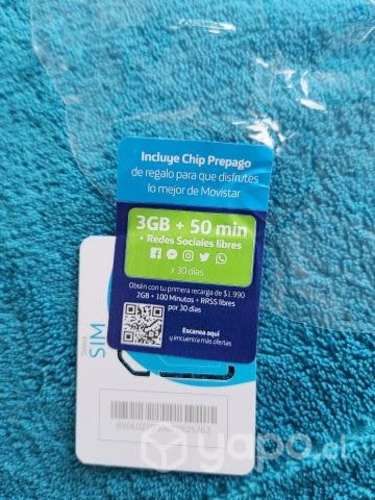 Incluye Chip Prepago
de regalo para que disfrutes
lo mejor de Movistar
3GB + 50 min
+ Redes Sociales libres
x 30 días
Obtén con tu primera recarga de $1.990
2GB + 100 Minutos + RRSS libres
por 30 días
Escanea aquí
y encuentra más ofertas
SIM
yapo.cl